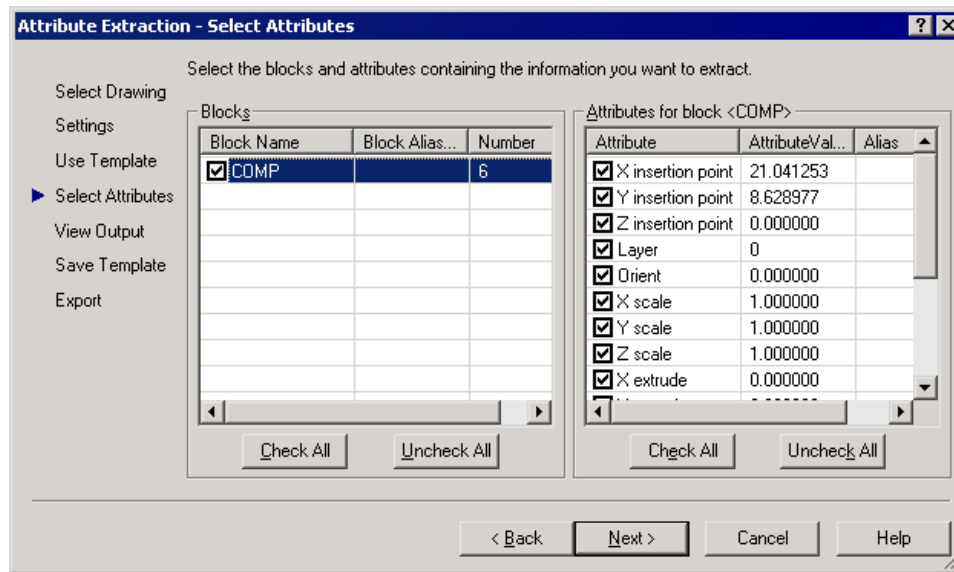 Attribute Extraction - Select Attributes
Select the blocks and attributes containing the information you want to extract.
Select Drawing
Settings
Use Template
Select Attributes
View Output
Save Template
Export
Blocks
Block Name Block Alias... Number
COMP 6
Check All Uncheck All
Attributes for block <COMP>
Attribute AttributeVal... Alias
X insertion point 21.041253
Y insertion point 8.628977
Z insertion point 0.000000
Layer 0
Orient 0.000000
X scale 1.000000
Y scale 1.000000
Z scale 1.000000
X extrude 0.000000
Check All Uncheck All
< Back Next > Cancel Help